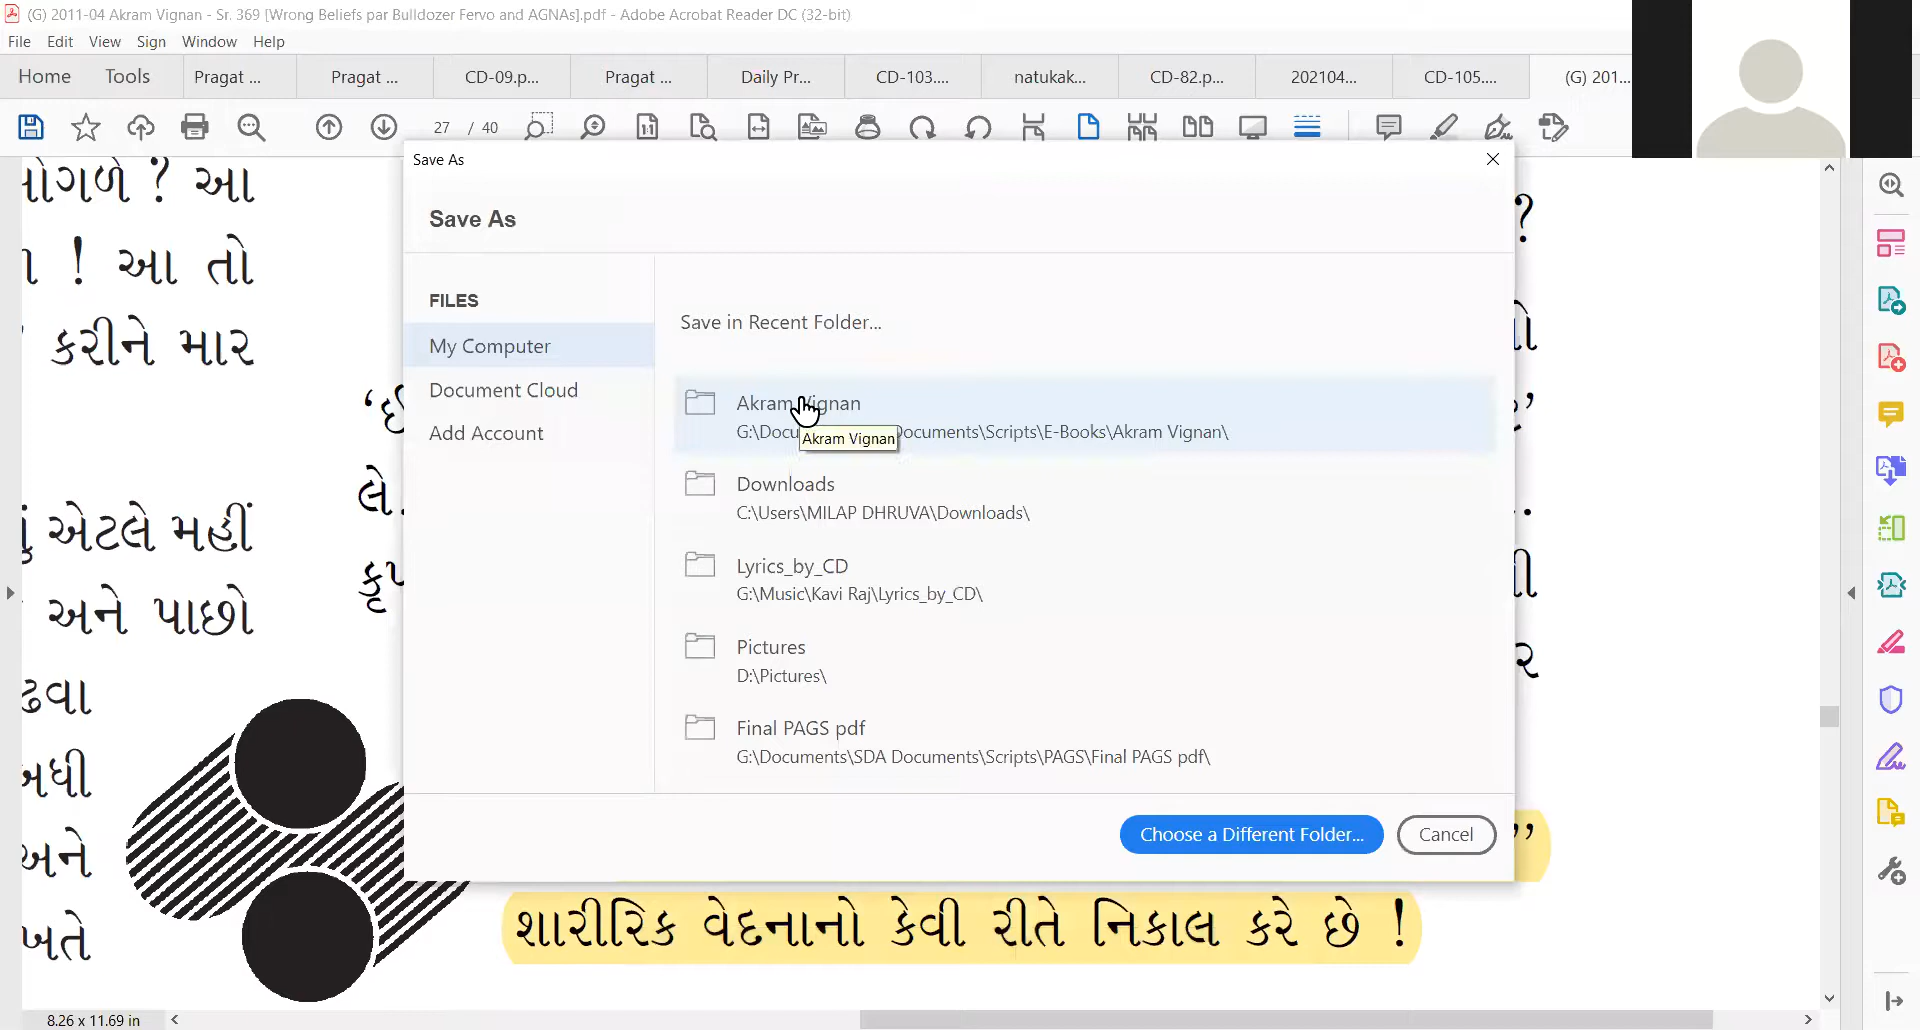 (G) 2011-04 Akram Vignan - Sr. 369 [Wrong Beliefs par Bulldozer Fervo and AGNAs].pdf - Adobe Acrobat Reader DC (32-bit)
File Edit View Sign Window Help
Home Tools Pragat ... Pragat ... CD-09.p... Pragat ... Daily Pr... CD-103.... natukak... CD-82.p... 202104... CD-105.... (G) 201...
27 / 40
Save As
Save As
? આ
! આ તો
કરીને માર
એટલે મહીં
અને પાછો
અને
?
FILES
My Computer
Document Cloud
Add Account
Save in Recent Folder...
Akram Vignan
Akram Vignan
G:\Docu ocuments\Scripts\E-Books\Akram Vignan\
Downloads
C:\Users\MILAP DHRUVA\Downloads\
Lyrics_by_CD
G:\Music\Kavi Raj\Lyrics_by_CD\
Pictures
D:\Pictures\
Final PAGS pdf
G:\Documents\SDA Documents\Scripts\PAGS\Final PAGS pdf\
Choose a Different Folder... Cancel
શારીરિક વેદનાનો કેવી રીતે નિકાલ કરે છે !
8.26 x 11.69 in